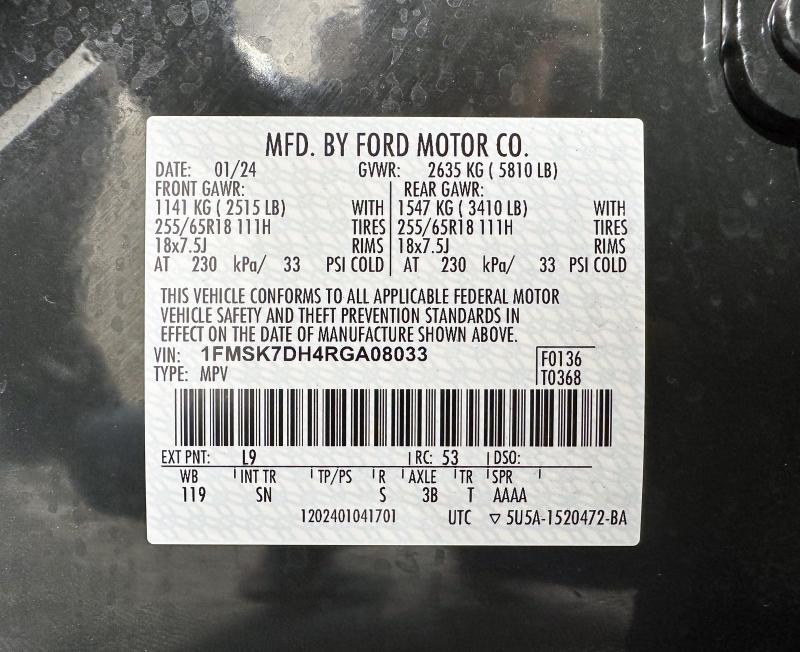 MFD. BY FORD MOTOR CO.
DATE: 01/24 GVWR: 2635 KG ( 5810 LB)
FRONT GAWR: REAR GAWR:
1141 KG ( 2515 LB) WITH 1547 KG ( 3410 LB) WITH
255/65R18 111H TIRES 255/65R18 111H TIRES
18x7.5J RIMS 18x7.5J RIMS
AT 230 kPa/ 33 PSI COLD AT 230 kPa/ 33 PSI COLD
THIS VEHICLE CONFORMS TO ALL APPLICABLE FEDERAL MOTOR
VEHICLE SAFETY AND THEFT PREVENTION STANDARDS IN
EFFECT ON THE DATE OF MANUFACTURE SHOWN ABOVE.
VIN: 1FMSK7DH4RGA08033 F0136
TYPE: MPV T0368
EXT PNT: L9 RC: 53 DSO:
WB INT TR TP/PS R AXLE TR SPR
119 SN S 3B T AAAA
1202401041701 UTC ▽ 5U5A-1520472-BA